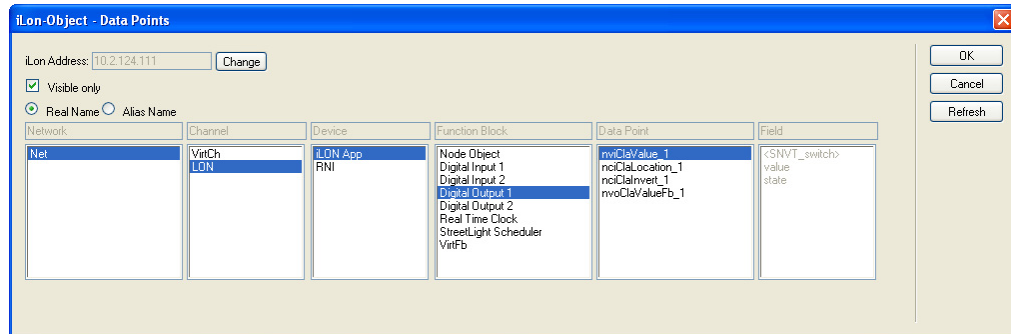 iLon-Object - Data Points
iLon Address: 10.2.124.111 Change
Visible only
Real Name Alias Name
Network Channel Device Function Block Data Point Field
Net
VirtCh
LON
iLON App
RNI
Node Object
Digital Input 1
Digital Input 2
Digital Output 1
Digital Output 2
Real Time Clock
StreetLight Scheduler
VirtFb
nviClaValue_1
nciClaLocation_1
nciClaInvert_1
nvoClaValueFb_1
<SNVT_switch>
value
state
OK
Cancel
Refresh